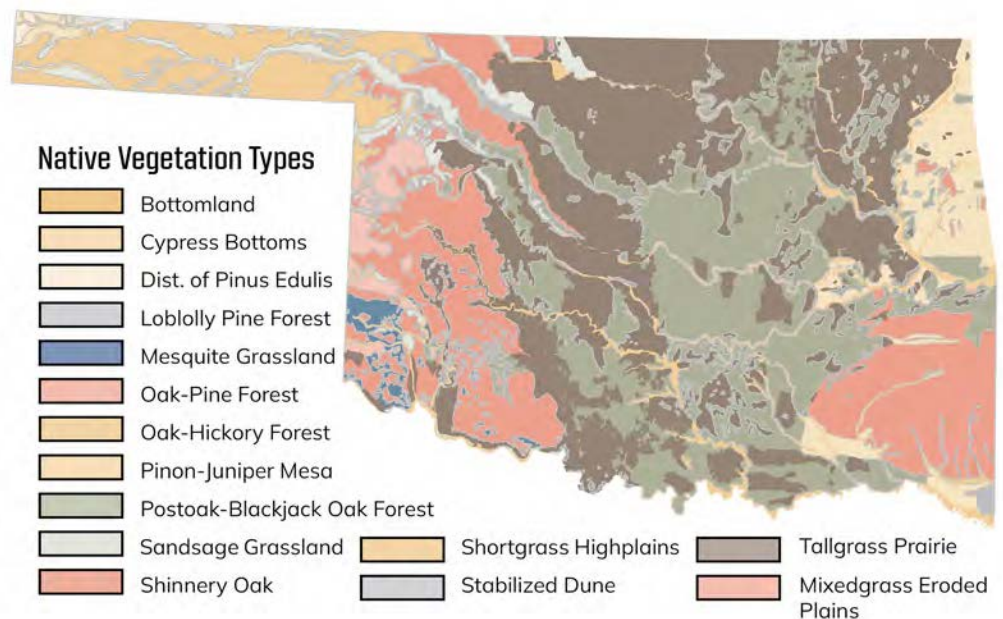 Native Vegetation Types
Bottomland
Cypress Bottoms
Dist. of Pinus Edulis
Loblolly Pine Forest
Mesquite Grassland
Oak-Pine Forest
Oak-Hickory Forest
Pinon-Juniper Mesa
Postoak-Blackjack Oak Forest
Sandsage Grassland
Shinnery Oak
Shortgrass Highplains
Stabilized Dune
Tallgrass Prairie
Mixedgrass Eroded
Plains